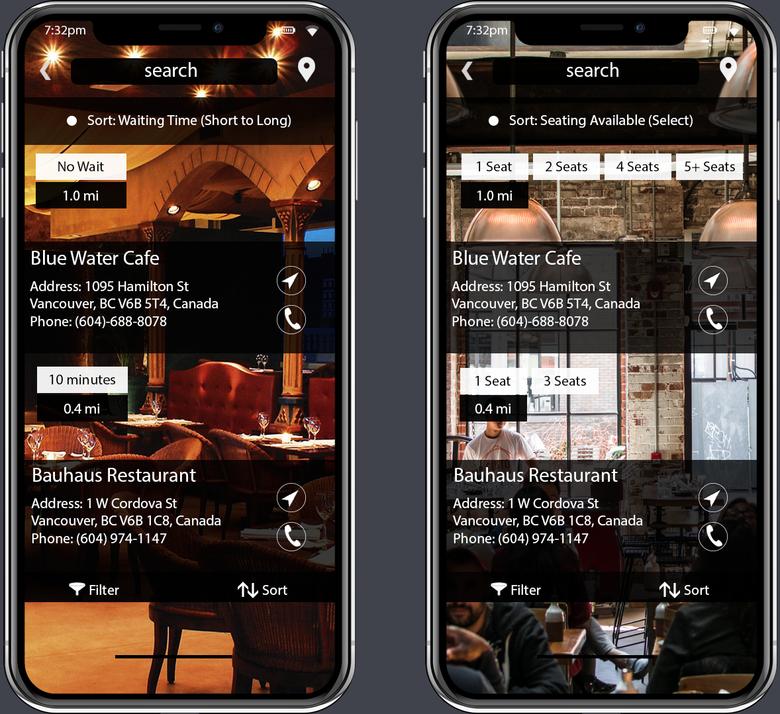 7:32pm
search
Sort: Waiting Time (Short to Long)
No Wait
1.0 mi
Blue Water Cafe
Address: 1095 Hamilton St
Vancouver, BC V6B 5T4, Canada
Phone: (604)-688-8078
10 minutes
0.4 mi
Bauhaus Restaurant
Address: 1 W Cordova St
Vancouver, BC V6B 1C8, Canada
Phone: (604) 974-1147
Filter
Sort
7:32pm
search
Sort: Seating Available (Select)
1 Seat
2 Seats
4 Seats
5+ Seats
1.0 mi
Blue Water Cafe
Address: 1095 Hamilton St
Vancouver, BC V6B 5T4, Canada
Phone: (604)-688-8078
1 Seat
3 Seats
0.4 mi
Bauhaus Restaurant
Address: 1 W Cordova St
Vancouver, BC V6B 1C8, Canada
Phone: (604) 974-1147
Filter
Sort